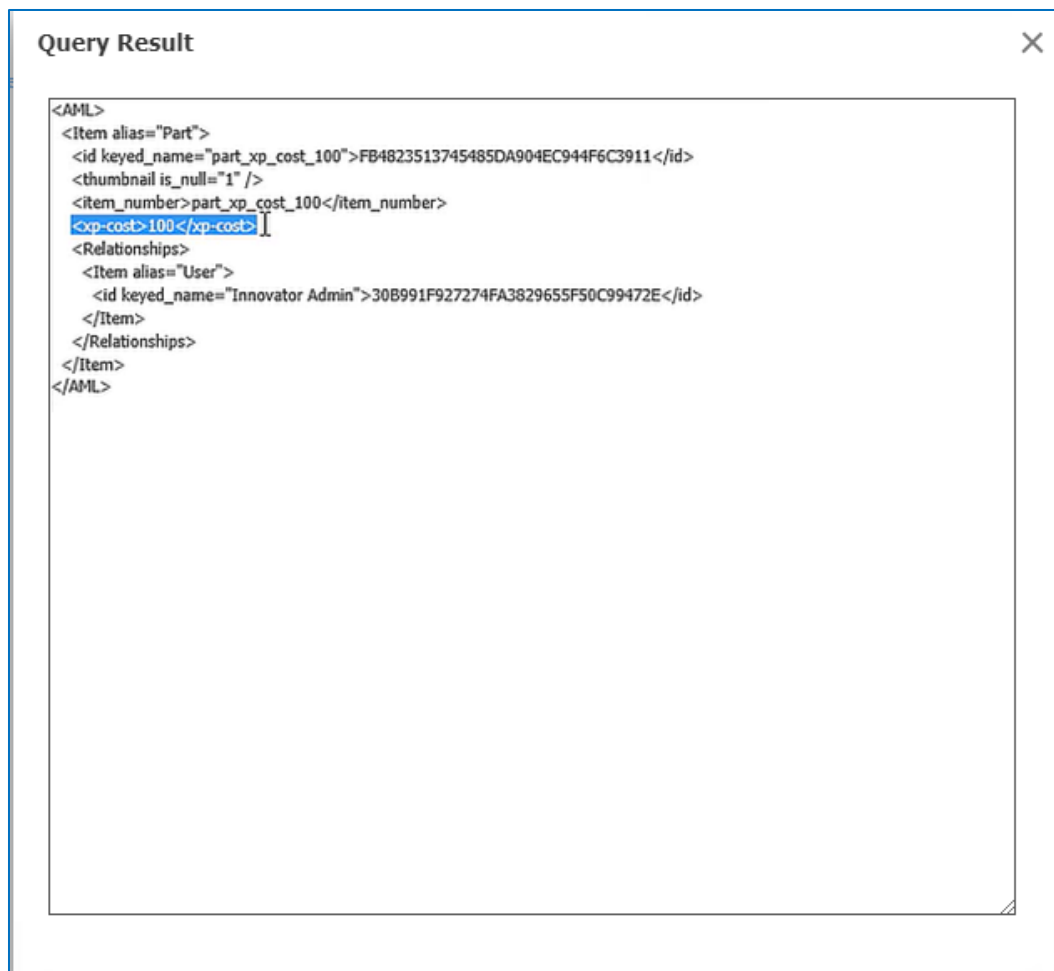 Query Result
<AML>
<Item alias="Part">
<id keyed_name="part_xp_cost_100">FB4823513745485DA904EC944F6C3911</id>
<thumbnail is_null="1" />
<item_number>part_xp_cost_100</item_number>
<xp-cost>100</xp-cost>
<Relationships>
<Item alias="User">
<id keyed_name="Innovator Admin">30B991F927274FA3829655F50C99472E</id>
</Item>
</Relationships>
</Item>
</AML>